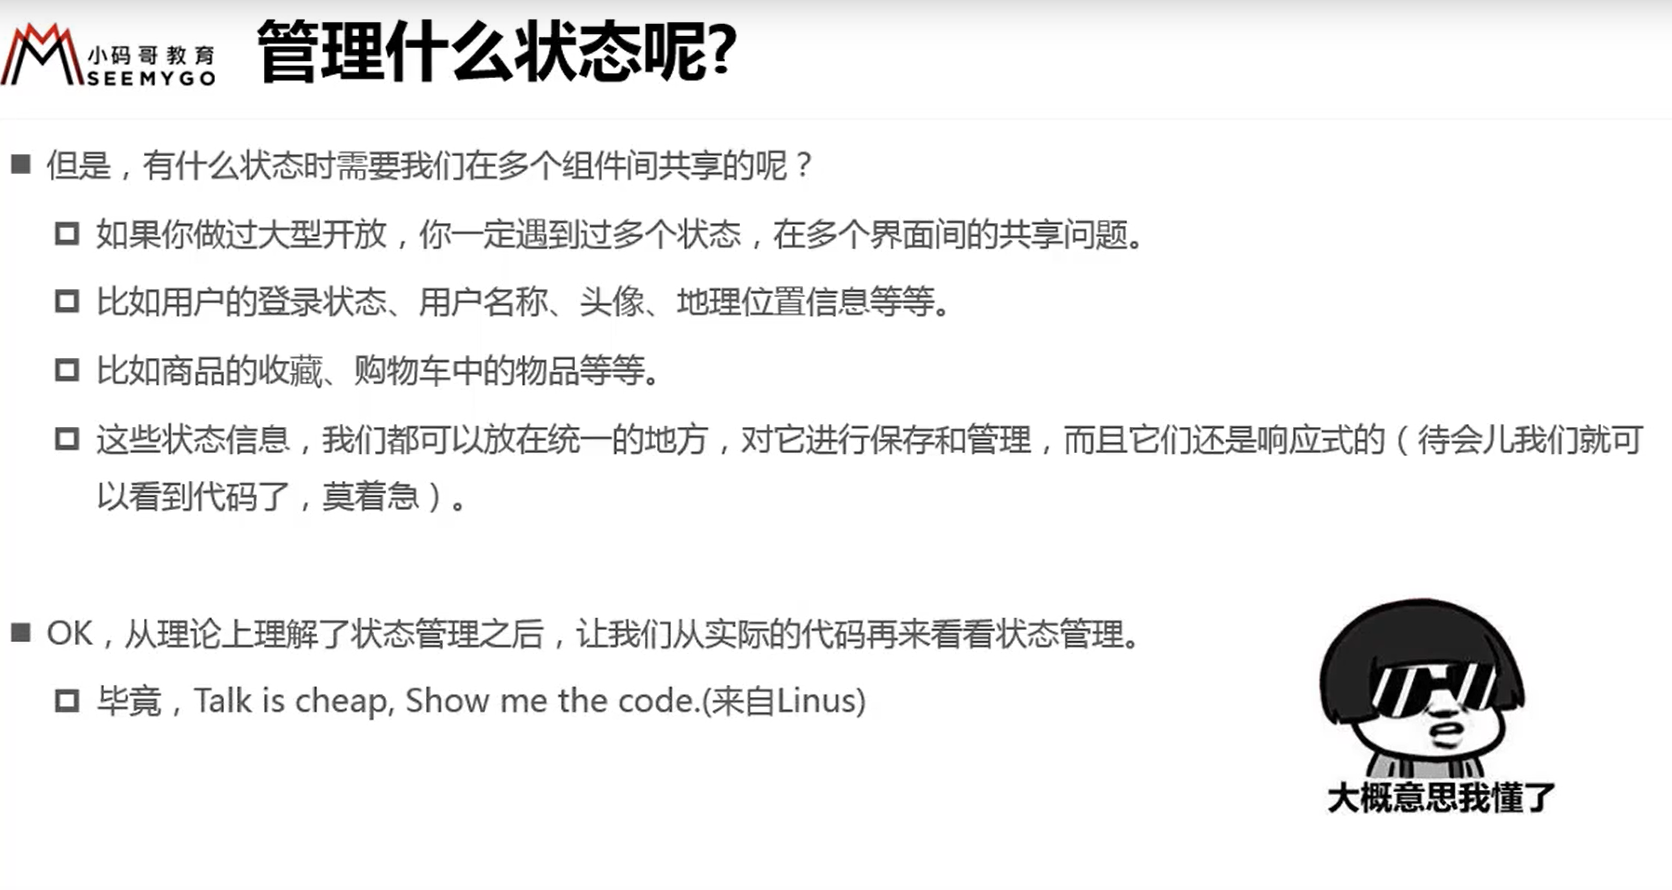 小码哥教育
SEEMYGO
管理什么状态呢?
但是，有什么状态时需要我们在多个组件间共享的呢？
如果你做过大型开放，你一定遇到过多个状态，在多个界面间的共享问题。
比如用户的登录状态、用户名称、头像、地理位置信息等等。
比如商品的收藏、购物车中的物品等等。
这些状态信息，我们都可以放在统一的地方，对它进行保存和管理，而且它们还是响应式的（待会儿我们就可
以看到代码了，莫着急）。
OK，从理论上理解了状态管理之后，让我们从实际的代码再来看看状态管理。
毕竟，Talk is cheap, Show me the code.(来自Linus)
大概意思我懂了